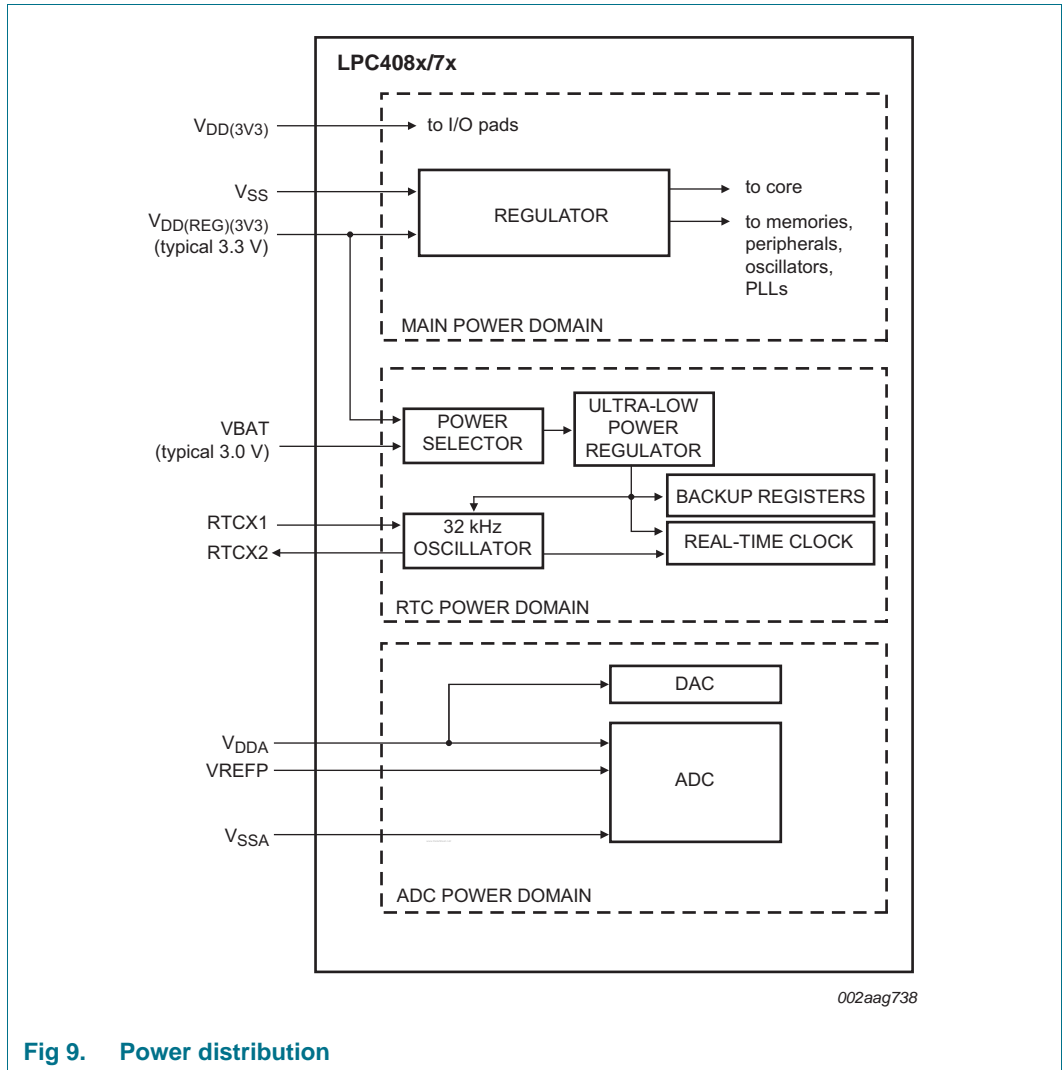 LPC408x/7x
VDD(3V3)
to I/O pads
VSS
VDD(REG)(3V3)
(typical 3.3 V)
REGULATOR
to core
to memories,
peripherals,
oscillators,
PLLs
MAIN POWER DOMAIN
VBAT
(typical 3.0 V)
POWER
SELECTOR
ULTRA-LOW
POWER
REGULATOR
BACKUP REGISTERS
RTCX1
RTCX2
32 kHz
OSCILLATOR
REAL-TIME CLOCK
RTC POWER DOMAIN
DAC
VDDA
VREFP
ADC
VSSA
ADC POWER DOMAIN
002aag738
Fig 9. Power distribution